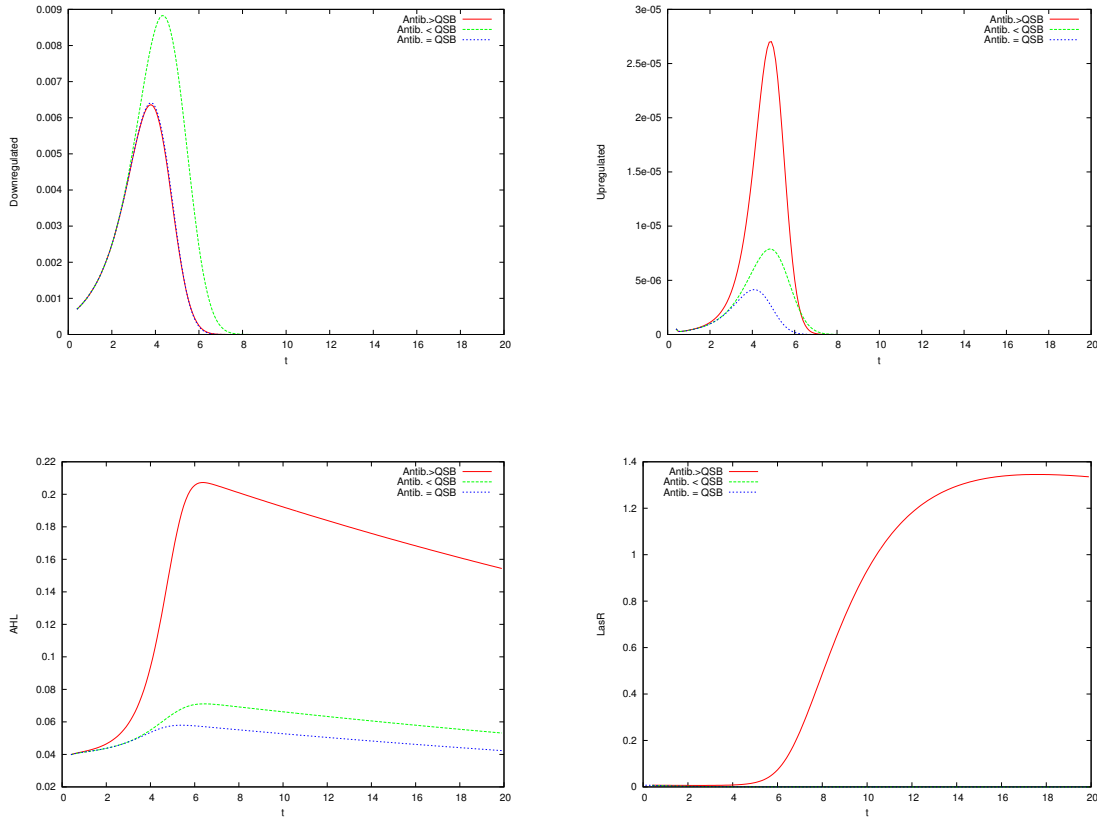 0.009
0.008
0.007
0.006
0.005
0.004
0.003
0.002
0.001
0
Downregulated
0 2 4 6 8 10 12 14 16 18 20
t
Antib.>QSB
Antib. < QSB
Antib. = QSB
3e-05
2.5e-05
2e-05
1.5e-05
1e-05
5e-06
0
Upregulated
0 2 4 6 8 10 12 14 16 18 20
t
Antib.>QSB
Antib. < QSB
Antib. = QSB
0.22
0.2
0.18
0.16
0.14
0.12
0.1
0.08
0.06
0.04
0.02
AHL
0 2 4 6 8 10 12 14 16 18 20
t
Antib.>QSB
Antib. < QSB
Antib. = QSB
1.4
1.2
1
0.8
0.6
0.4
0.2
0
LasR
0 2 4 6 8 10 12 14 16 18 20
t
Antib.>QSB
Antib. < QSB
Antib. = QSB